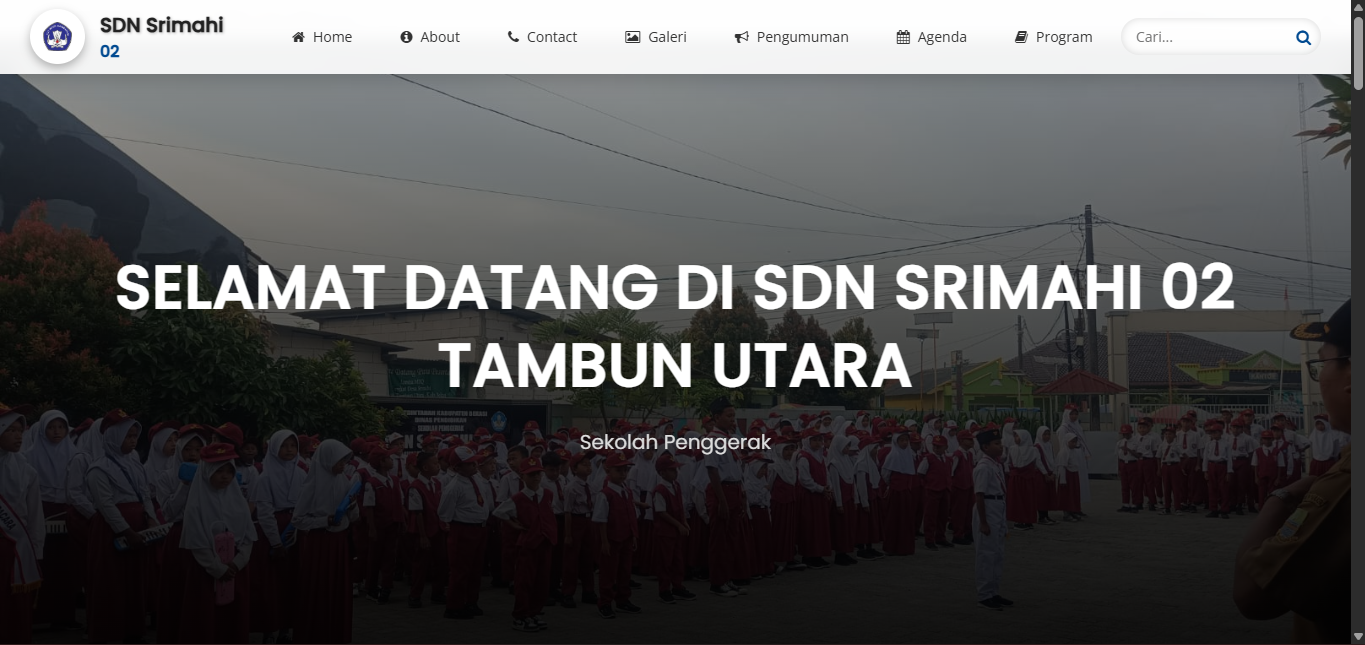 SDN Srimahi
02
Home
About
Contact
Galeri
Pengumuman
Agenda
Program
Cari...
SELAMAT DATANG DI SDN SRIMAHI 02
TAMBUN UTARA
Sekolah Penggerak